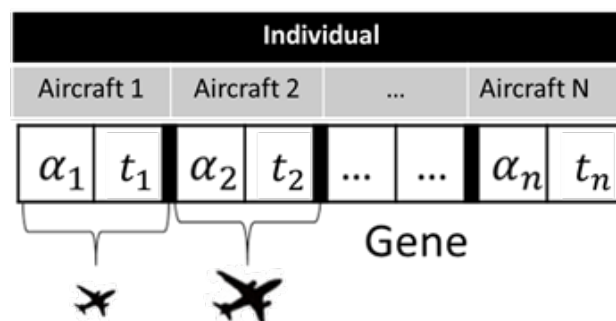 Individual
Aircraft 1 Aircraft 2 ... Aircraft N
α₁ t₁ α₂ t₂ ... ... αₙ tₙ
Gene